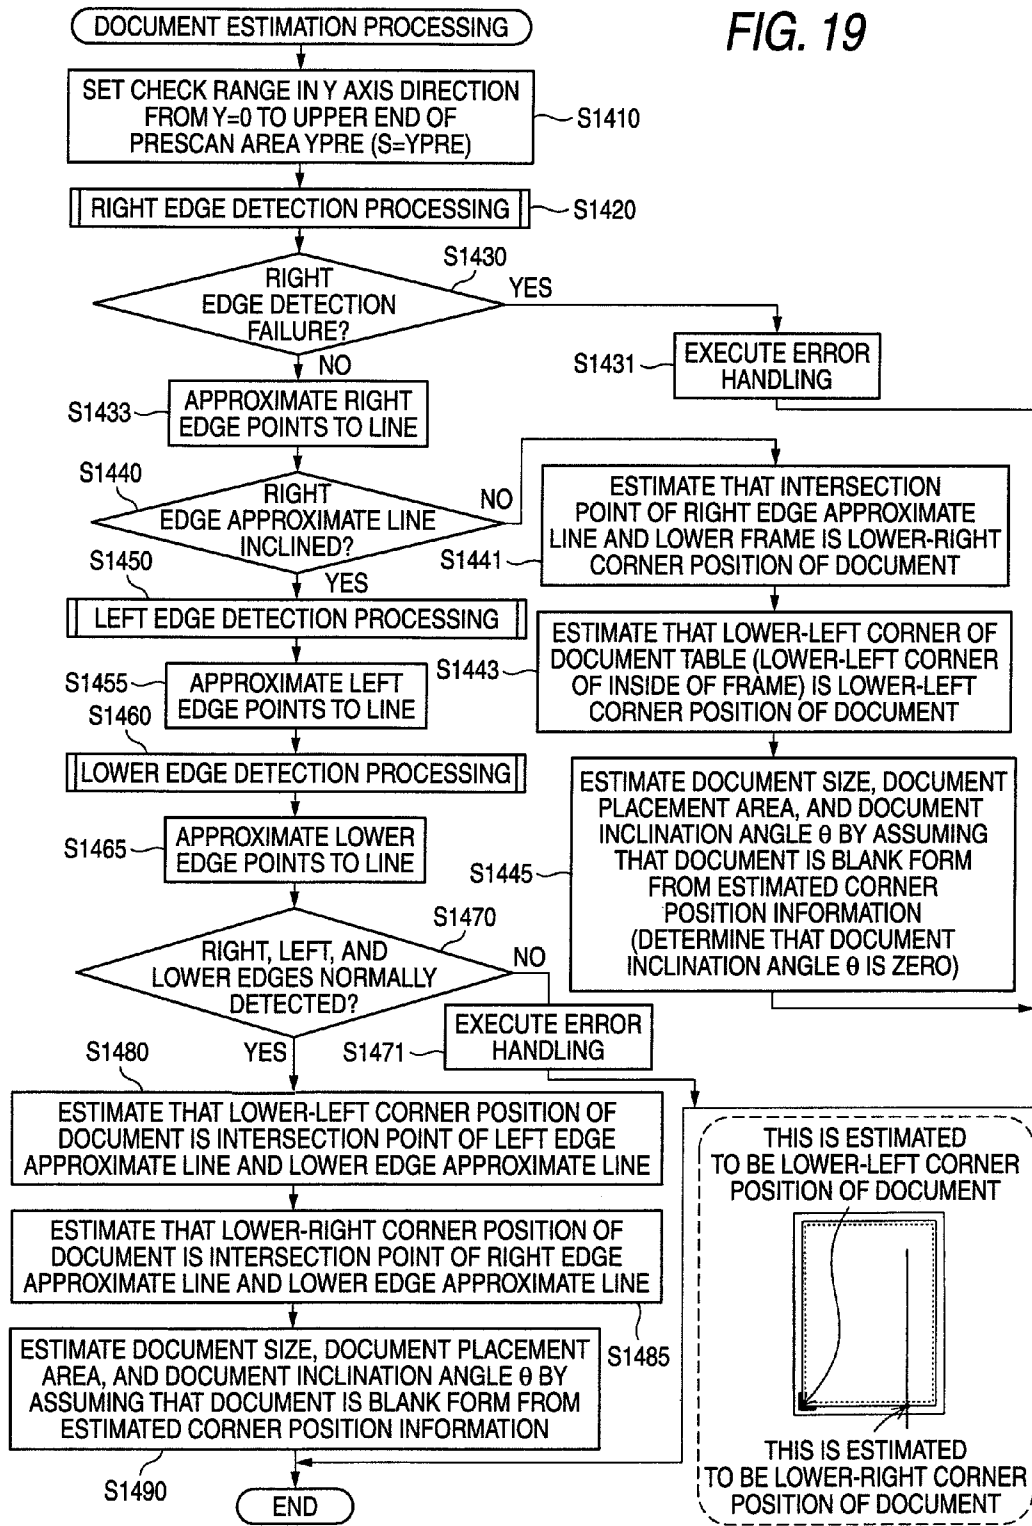 FIG. 19
DOCUMENT ESTIMATION PROCESSING
SET CHECK RANGE IN Y AXIS DIRECTION
FROM Y=0 TO UPPER END OF
PRESCAN AREA YPRE (S=YPRE)
S1410
RIGHT EDGE DETECTION PROCESSING
S1420
S1430
RIGHT
EDGE DETECTION
FAILURE?
YES
NO
S1431
EXECUTE ERROR
HANDLING
S1433
APPROXIMATE RIGHT
EDGE POINTS TO LINE
S1440
RIGHT
EDGE APPROXIMATE LINE
INCLINED?
NO
YES
S1441
ESTIMATE THAT INTERSECTION
POINT OF RIGHT EDGE APPROXIMATE
LINE AND LOWER FRAME IS LOWER-RIGHT
CORNER POSITION OF DOCUMENT
S1443
ESTIMATE THAT LOWER-LEFT CORNER OF
DOCUMENT TABLE (LOWER-LEFT CORNER
OF INSIDE OF FRAME) IS LOWER-LEFT
CORNER POSITION OF DOCUMENT
S1445
ESTIMATE DOCUMENT SIZE, DOCUMENT
PLACEMENT AREA, AND DOCUMENT
INCLINATION ANGLE θ BY ASSUMING
THAT DOCUMENT IS BLANK FORM
FROM ESTIMATED CORNER
POSITION INFORMATION
(DETERMINE THAT DOCUMENT
INCLINATION ANGLE θ IS ZERO)
S1450
LEFT EDGE DETECTION PROCESSING
S1455
APPROXIMATE LEFT
EDGE POINTS TO LINE
S1460
LOWER EDGE DETECTION PROCESSING
S1465
APPROXIMATE LOWER
EDGE POINTS TO LINE
S1470
RIGHT, LEFT, AND
LOWER EDGES NORMALLY
DETECTED?
NO
YES
S1471
EXECUTE ERROR
HANDLING
S1480
ESTIMATE THAT LOWER-LEFT CORNER POSITION OF
DOCUMENT IS INTERSECTION POINT OF LEFT EDGE
APPROXIMATE LINE AND LOWER EDGE APPROXIMATE LINE
ESTIMATE THAT LOWER-RIGHT CORNER POSITION OF
DOCUMENT IS INTERSECTION POINT OF RIGHT EDGE
APPROXIMATE LINE AND LOWER EDGE APPROXIMATE LINE
S1485
ESTIMATE DOCUMENT SIZE, DOCUMENT PLACEMENT
AREA, AND DOCUMENT INCLINATION ANGLE θ BY
ASSUMING THAT DOCUMENT IS BLANK FORM FROM
ESTIMATED CORNER POSITION INFORMATION
S1490
END
THIS IS ESTIMATED
TO BE LOWER-LEFT CORNER
POSITION OF DOCUMENT
THIS IS ESTIMATED
TO BE LOWER-RIGHT CORNER
POSITION OF DOCUMENT